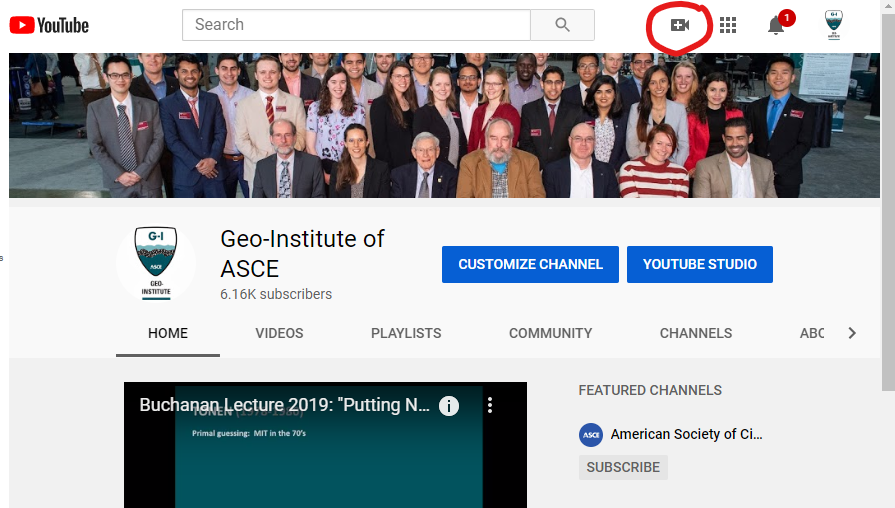 YouTube
Search
1
G-I
ASCE
GEO-
INSTITUTE
Geo-Institute of
ASCE
6.16K subscribers
CUSTOMIZE CHANNEL
YOUTUBE STUDIO
HOME
VIDEOS
PLAYLISTS
COMMUNITY
CHANNELS
ABC
Buchanan Lecture 2019: "Putting N...
Primal guessing: MIT in the 70's
FEATURED CHANNELS
ASCE
American Society of Ci...
SUBSCRIBE